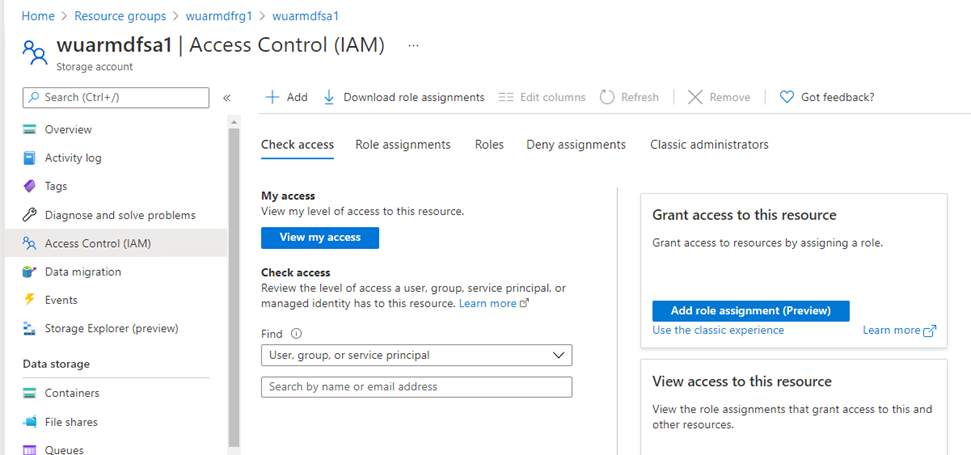 Home > Resource groups > wuarmdfrg1 > wuarmdfsa1
wuarmdfsa1 | Access Control (IAM) ...
Storage account
Search (Ctrl+/)
«
Overview
Activity log
Tags
Diagnose and solve problems
Access Control (IAM)
Data migration
Events
Storage Explorer (preview)
Data storage
Containers
File shares
Queues
Add
Download role assignments
Edit columns
Refresh
Remove
Got feedback?
Check access
Role assignments
Roles
Deny assignments
Classic administrators
My access
View my level of access to this resource.
View my access
Check access
Review the level of access a user, group, service principal, or
managed identity has to this resource. Learn more
Find
User, group, or service principal
Search by name or email address
Grant access to this resource
Grant access to resources by assigning a role.
Add role assignment (Preview)
Use the classic experience
Learn more
View access to this resource
View the role assignments that grant access to this and
other resources.